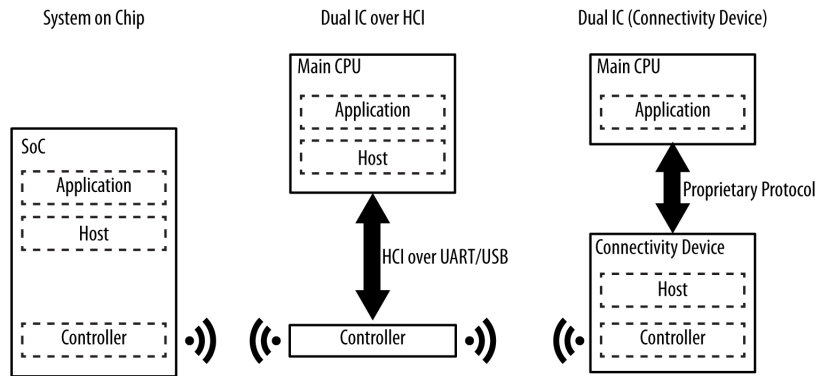 System on Chip
Dual IC over HCI
Dual IC (Connectivity Device)
SoC
Application
Host
Controller
Main CPU
Application
Host
HCI over UART/USB
Controller
Main CPU
Application
Proprietary Protocol
Connectivity Device
Host
Controller